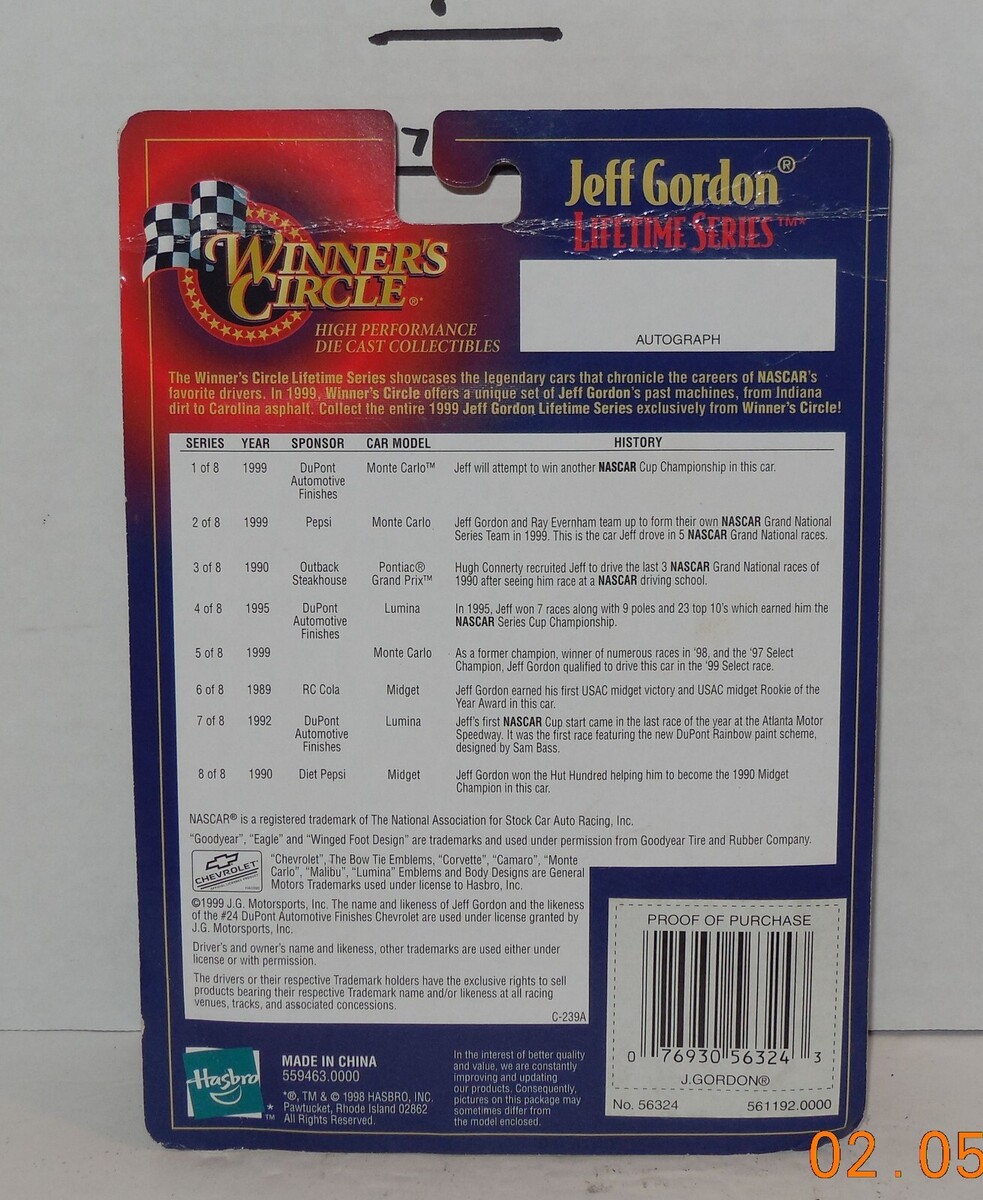 7
Jeff Gordon®
LIFETIME SERIES™*
WINNER'S
CIRCLE®*
HIGH PERFORMANCE
DIE CAST COLLECTIBLES
AUTOGRAPH
The Winner's Circle Lifetime Series showcases the legendary cars that chronicle the careers of NASCAR's
favorite drivers. In 1999, Winner's Circle offers a unique set of Jeff Gordon's past machines, from Indiana
dirt to Carolina asphalt. Collect the entire 1999 Jeff Gordon Lifetime Series exclusively from Winner's Circle!
SERIES YEAR SPONSOR CAR MODEL HISTORY
1 of 8 1999 DuPont Monte Carlo™ Jeff will attempt to win another NASCAR Cup Championship in this car.
Automotive
Finishes
2 of 8 1999 Pepsi Monte Carlo Jeff Gordon and Ray Evernham team up to form their own NASCAR Grand National
Series Team in 1999. This is the car Jeff drove in 5 NASCAR Grand National races.
3 of 8 1990 Outback Pontiac® Hugh Connerty recruited Jeff to drive the last 3 NASCAR Grand National races of
Steakhouse Grand Prix™ 1990 after seeing him race at a NASCAR driving school.
4 of 8 1995 DuPont Lumina In 1995, Jeff won 7 races along with 9 poles and 23 top 10's which earned him the
Automotive NASCAR Series Cup Championship.
Finishes
5 of 8 1999 Monte Carlo As a former champion, winner of numerous races in '98, and the '97 Select
Champion, Jeff Gordon qualified to drive this car in the '99 Select race.
6 of 8 1989 RC Cola Midget Jeff Gordon earned his first USAC midget victory and USAC midget Rookie of the
Year Award in this car.
7 of 8 1992 DuPont Lumina Jeff's first NASCAR Cup start came in the last race of the year at the Atlanta Motor
Automotive Speedway. It was the first race featuring the new DuPont Rainbow paint scheme,
Finishes designed by Sam Bass.
8 of 8 1990 Diet Pepsi Midget Jeff Gordon won the Hut Hundred helping him to become the 1990 Midget
Champion in this car.
NASCAR® is a registered trademark of The National Association for Stock Car Auto Racing, Inc.
"Goodyear", "Eagle" and "Winged Foot Design" are trademarks and used under permission from Goodyear Tire and Rubber Company.
CHEVROLET
"Chevrolet", The Bow Tie Emblems, "Corvette", "Camaro", "Monte
Carlo", "Malibu", "Lumina" Emblems and Body Designs are General
Motors Trademarks used under license to Hasbro, Inc.
©1999 J.G. Motorsports, Inc. The name and likeness of Jeff Gordon and the likeness
of the #24 DuPont Automotive Finishes Chevrolet are used under license granted by
J.G. Motorsports, Inc.
Driver's and owner's name and likeness, other trademarks are used either under
license or with permission.
The drivers or their respective Trademark holders have the exclusive rights to sell
products bearing their respective Trademark name and/or likeness at all racing
venues, tracks, and associated concessions.
C-239A
PROOF OF PURCHASE
0 76930 56324 3
J.GORDON®
No. 56324 561192.0000
Hasbro
*™
MADE IN CHINA
559463.0000
*®, TM & © 1998 HASBRO, INC.
Pawtucket, Rhode Island 02862
All Rights Reserved.
In the interest of better quality
and value, we are constantly
improving and updating
our products. Consequently,
pictures on this package may
sometimes differ from
the model enclosed.
02.05